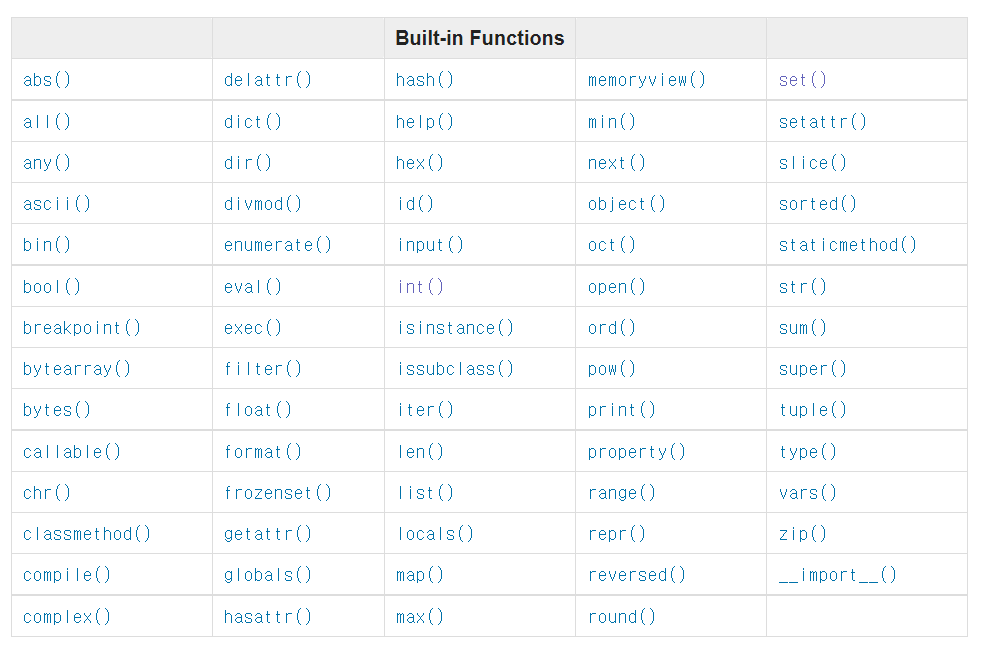 Built-in Functions
abs() delattr() hash() memoryview() set()
all() dict() help() min() setattr()
any() dir() hex() next() slice()
ascii() divmod() id() object() sorted()
bin() enumerate() input() oct() staticmethod()
bool() eval() int() open() str()
breakpoint() exec() isinstance() ord() sum()
bytearray() filter() issubclass() pow() super()
bytes() float() iter() print() tuple()
callable() format() len() property() type()
chr() frozenset() list() range() vars()
classmethod() getattr() locals() repr() zip()
compile() globals() map() reversed() __import__()
complex() hasattr() max() round()